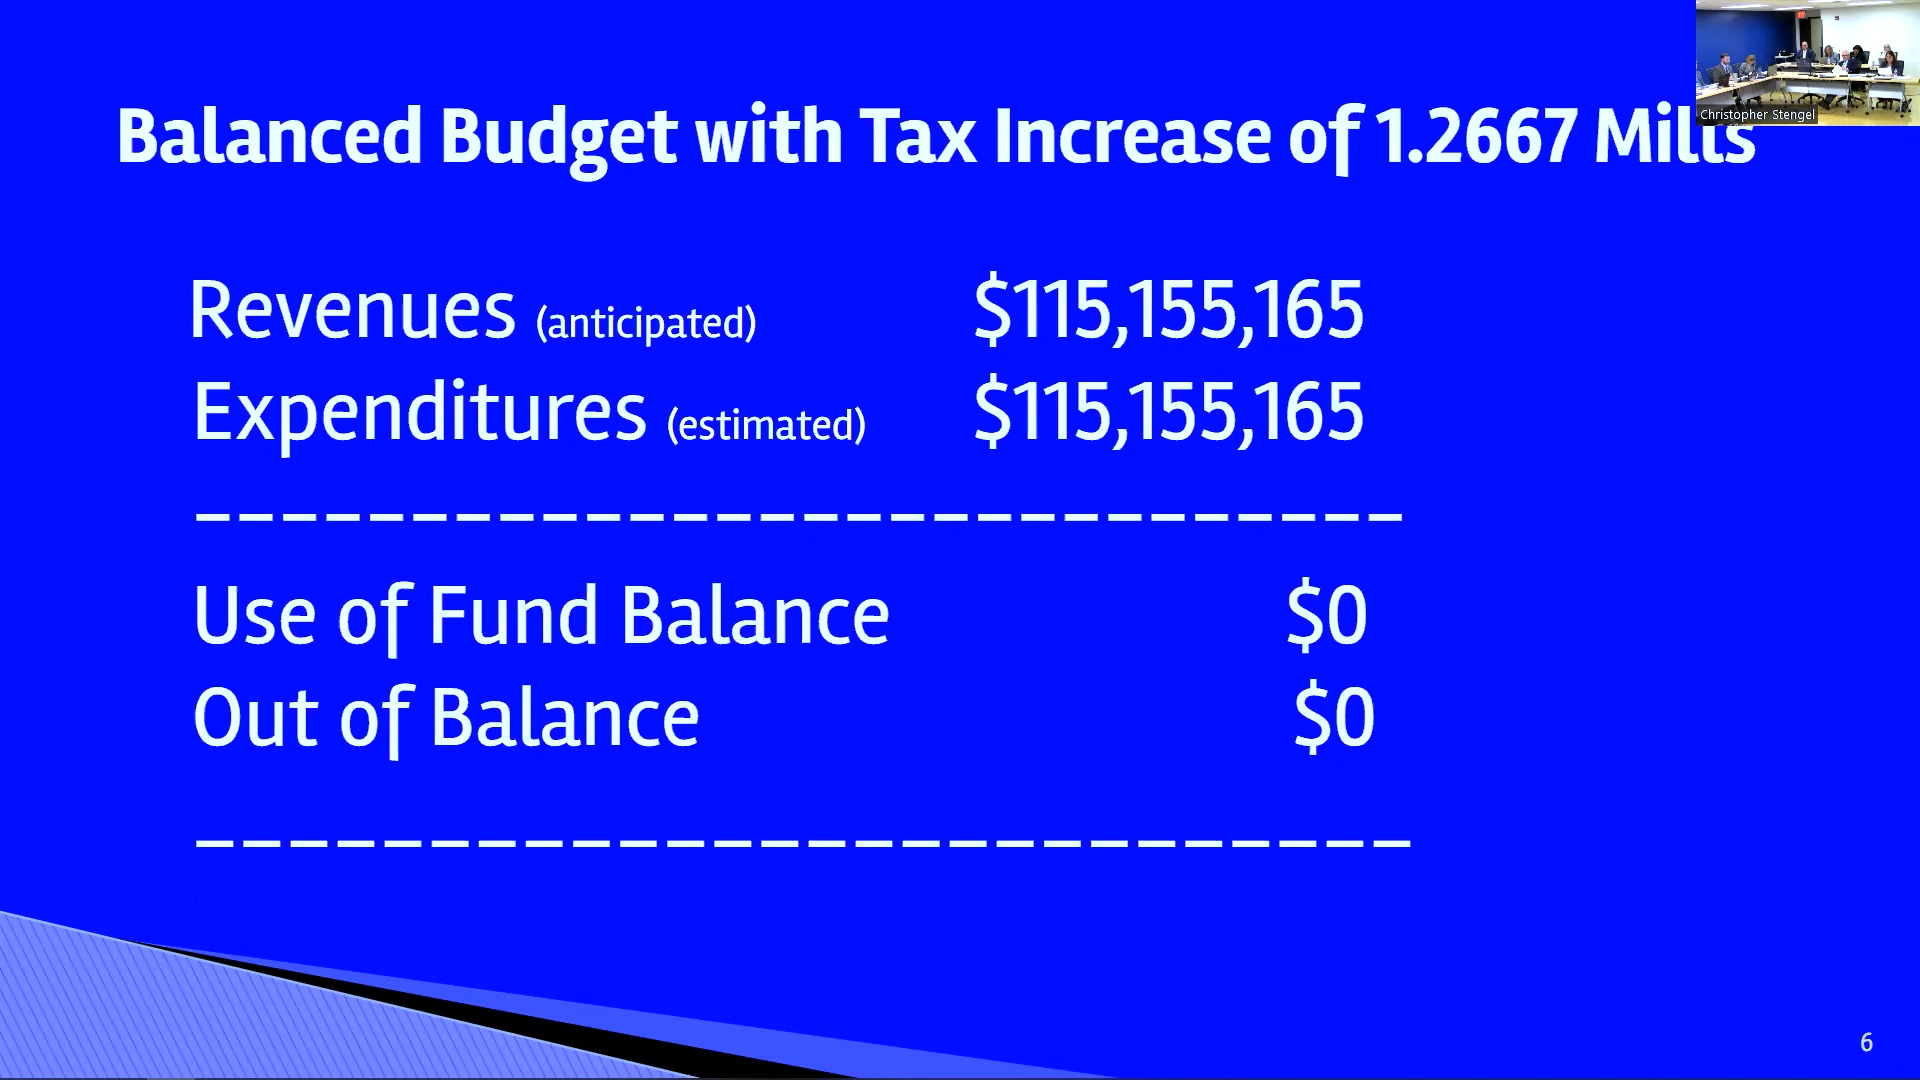 Christopher Stengel
Balanced Budget with Tax Increase of 1.2667 Mills
Revenues (anticipated) $115,155,165
Expenditures (estimated) $115,155,165
Use of Fund Balance $0
Out of Balance $0
6